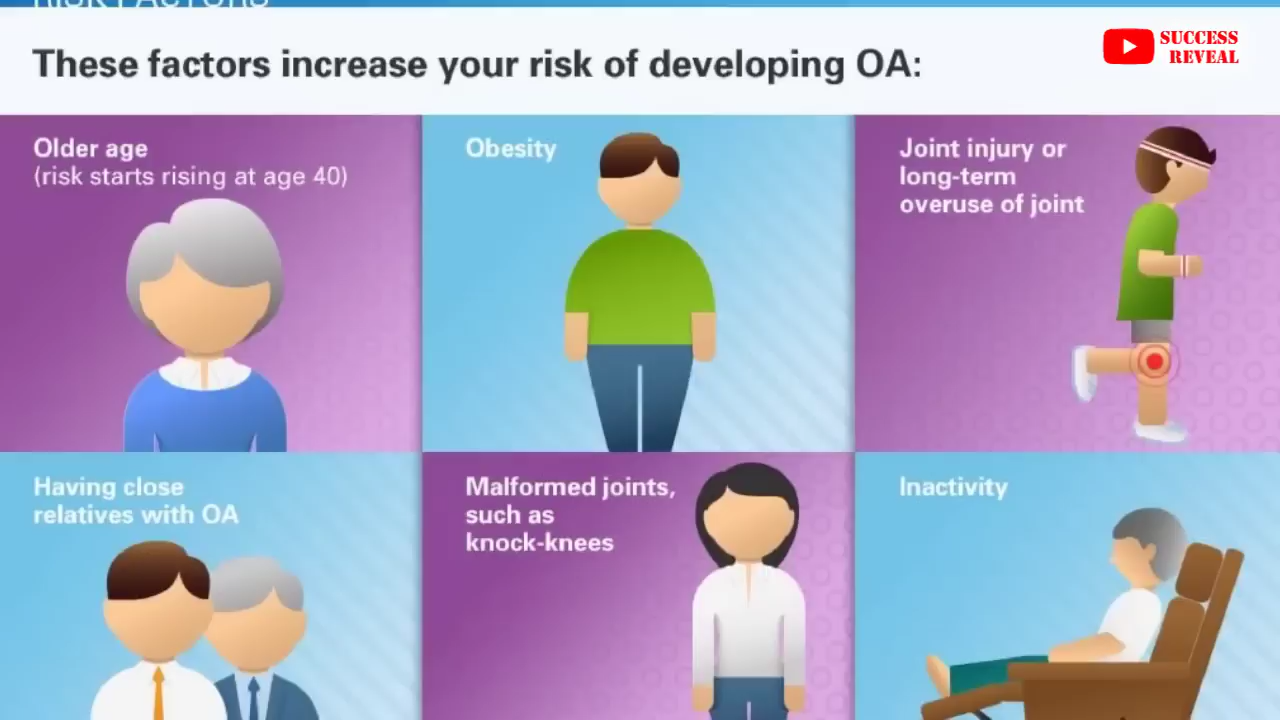 RISK FACTORS
These factors increase your risk of developing OA:
SUCCESS
REVEAL
Older age
(risk starts rising at age 40)
Obesity
Joint injury or
long-term
overuse of joint
Having close
relatives with OA
Malformed joints,
such as
knock-knees
Inactivity